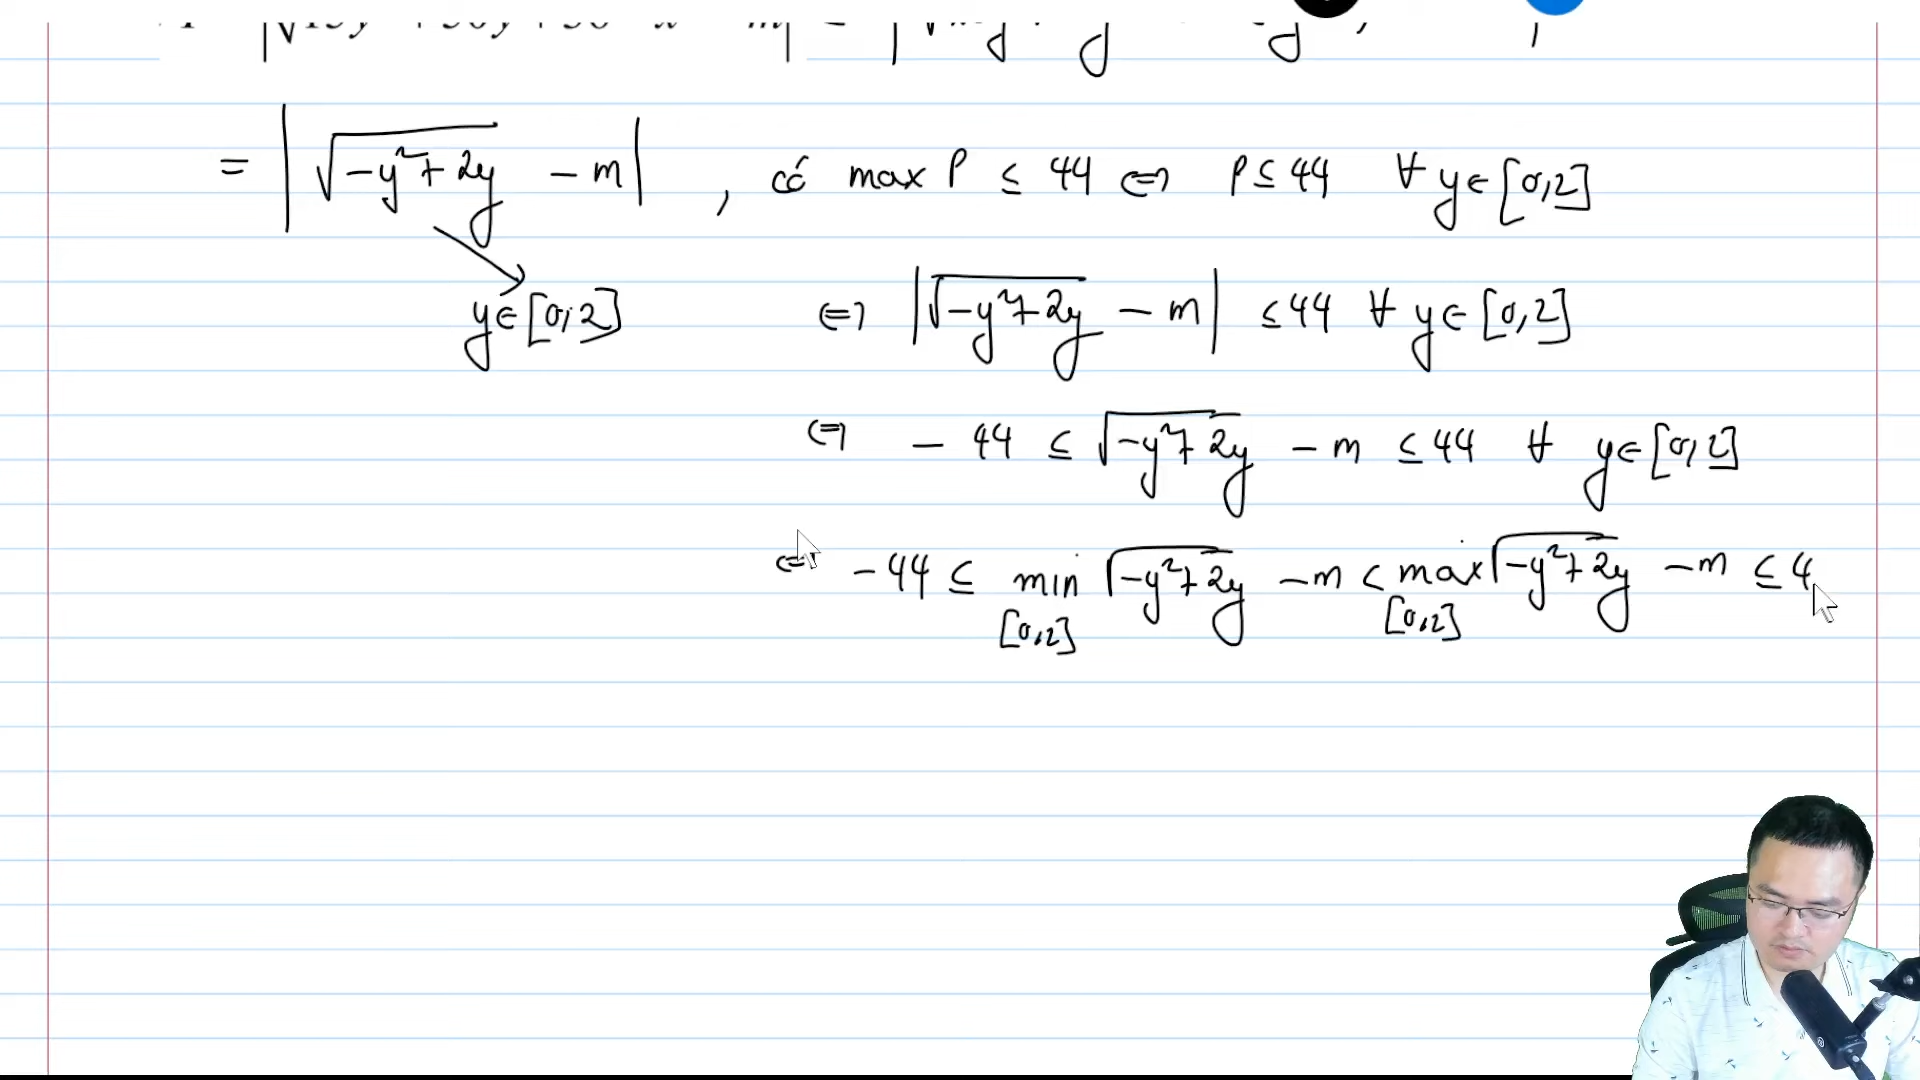 = |√(-y²+2y) - m| , có max P ≤ 44 ⇔ P ≤ 44 ∀ y∈[0,2]
y∈[0;2] ⇔ |√(-y²+2y) - m| ≤ 44 ∀ y∈[0,2]
⇔ - 44 ≤ √(-y²+2y) - m ≤ 44 ∀ y∈[0,2]
⇔ -44 ≤ min √(-y²+2y) - m < max √(-y²+2y) - m ≤ 4
[0,2] [0,2]